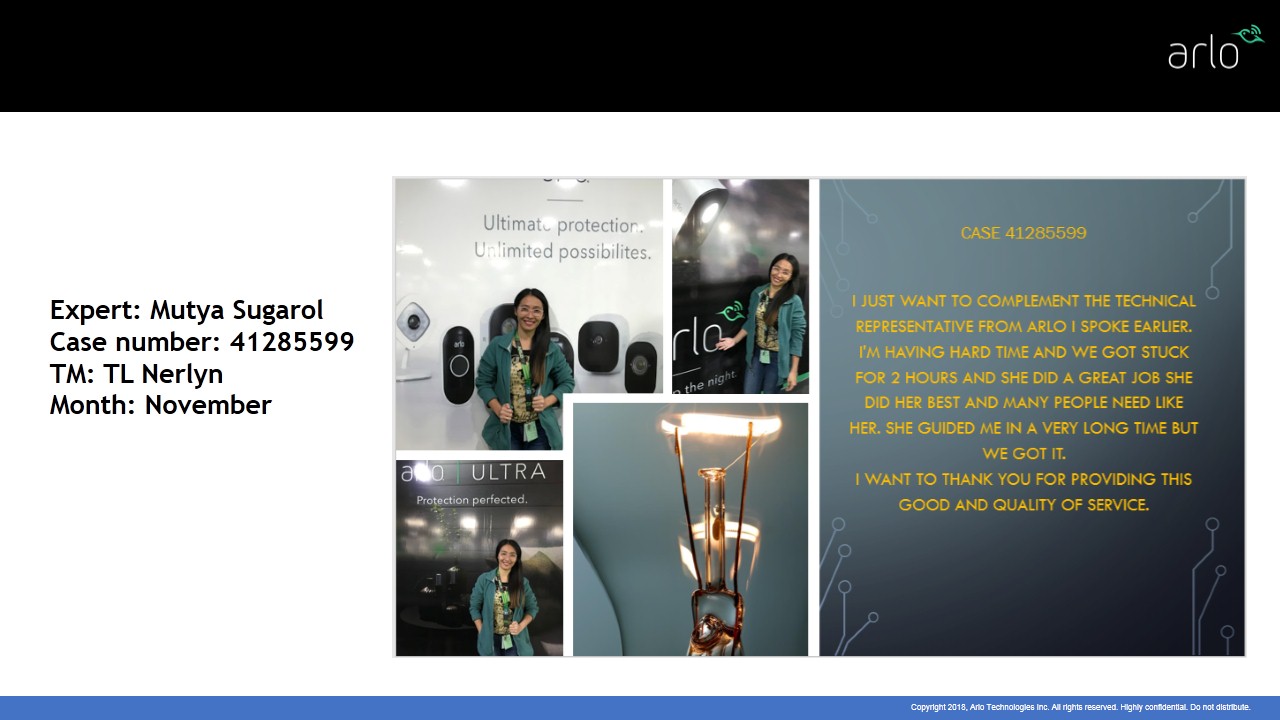 arlo
Expert: Mutya Sugarol
Case number: 41285599
TM: TL Nerlyn
Month: November
Ultimate protection.
Unlimited possibilites.
arlo
n the night.
arlo | ULTRA
Protection perfected.
CASE 41285599
I JUST WANT TO COMPLEMENT THE TECHNICAL
REPRESENTATIVE FROM ARLO I SPOKE EARLIER.
I'M HAVING HARD TIME AND WE GOT STUCK
FOR 2 HOURS AND SHE DID A GREAT JOB SHE
DID HER BEST AND MANY PEOPLE NEED LIKE
HER. SHE GUIDED ME IN A VERY LONG TIME BUT
WE GOT IT.
I WANT TO THANK YOU FOR PROVIDING THIS
GOOD AND QUALITY OF SERVICE.
Copyright 2018, Arlo Technologies Inc. All rights reserved. Highly confidential. Do not distribute.